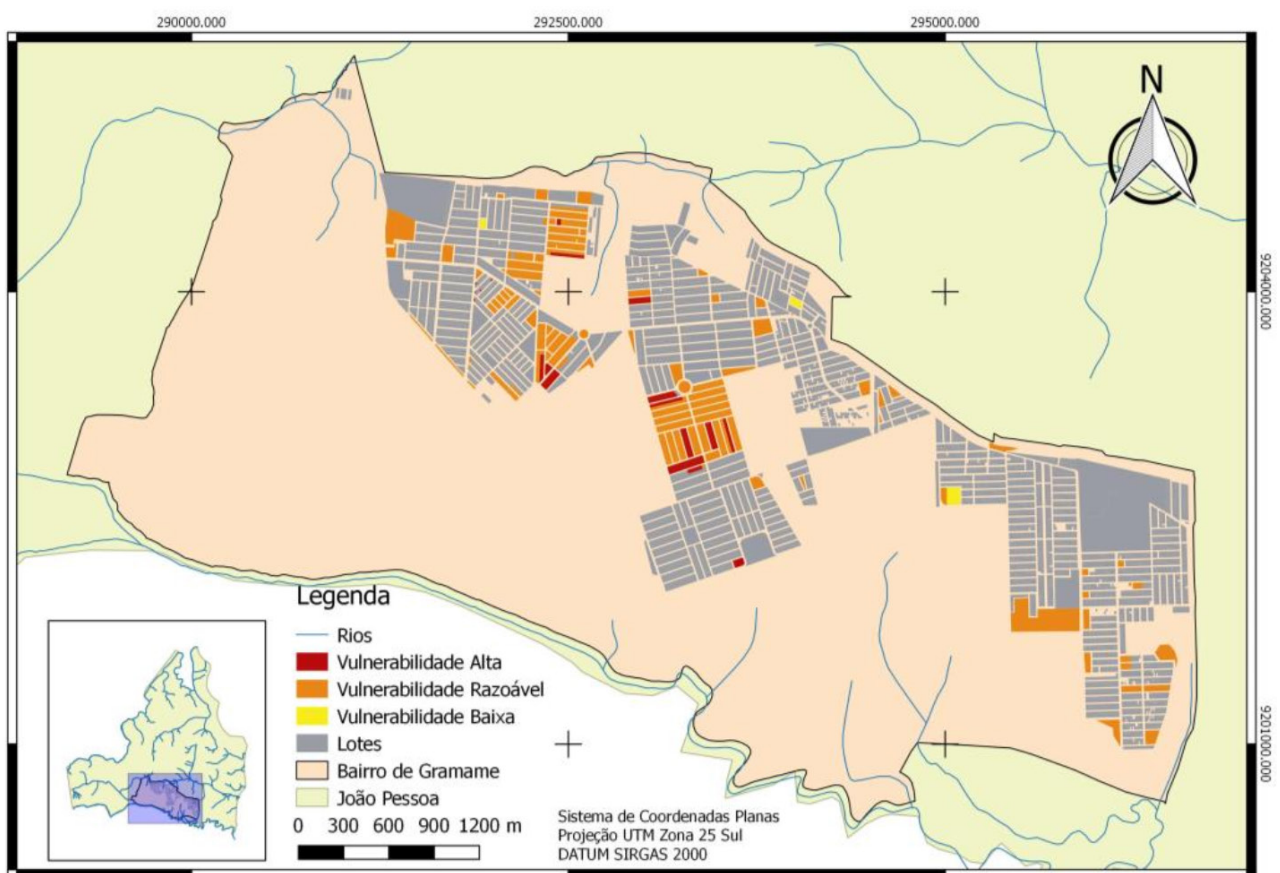 290000.000 292500.000 295000.000
N
9204000.000
9201000.000
Legenda
Rios
Vulnerabilidade Alta
Vulnerabilidade Razoável
Vulnerabilidade Baixa
Lotes
Bairro de Gramame
João Pessoa
0 300 600 900 1200 m
Sistema de Coordenadas Planas
Projeção UTM Zona 25 Sul
DATUM SIRGAS 2000